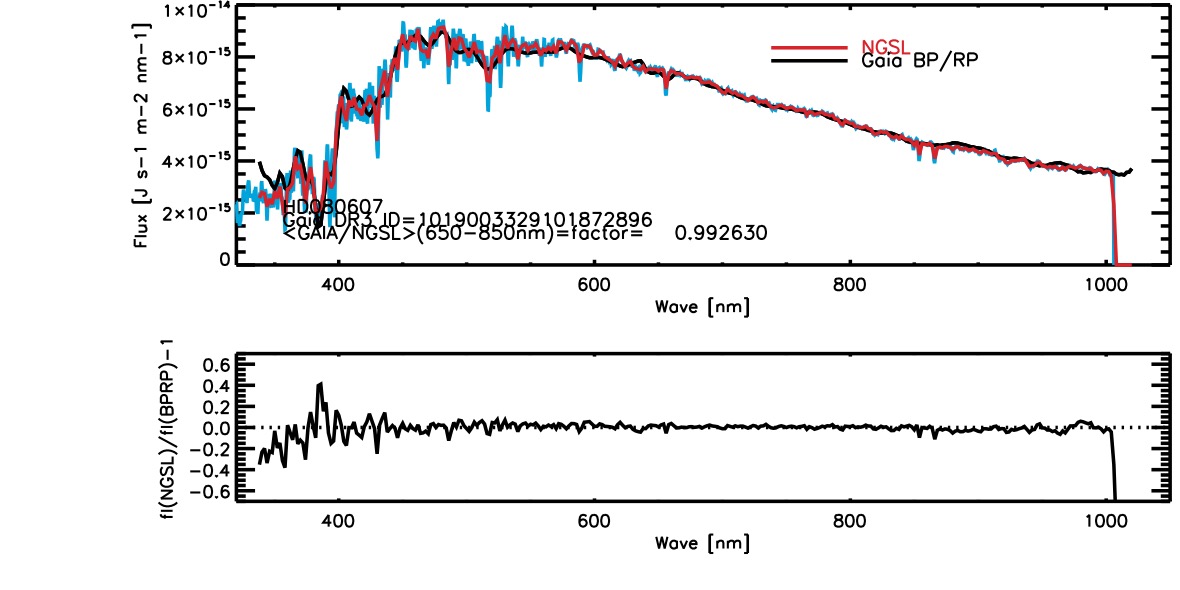 1×10⁻¹⁴
8×10⁻¹⁵
6×10⁻¹⁵
4×10⁻¹⁵
2×10⁻¹⁵
0
Flux [J s-1 m-2 nm-1]
NGSL
Gaia BP/RP
HD080607
Gaia DR3 ID=1019003329101872896
<GAIA/NGSL>(650-850nm)=factor= 0.992630
400 600 800 1000
Wave [nm]
fl(NGSL)/fl(BPRP)-1
0.6
0.4
0.2
0.0
-0.2
-0.4
-0.6
400 600 800 1000
Wave [nm]